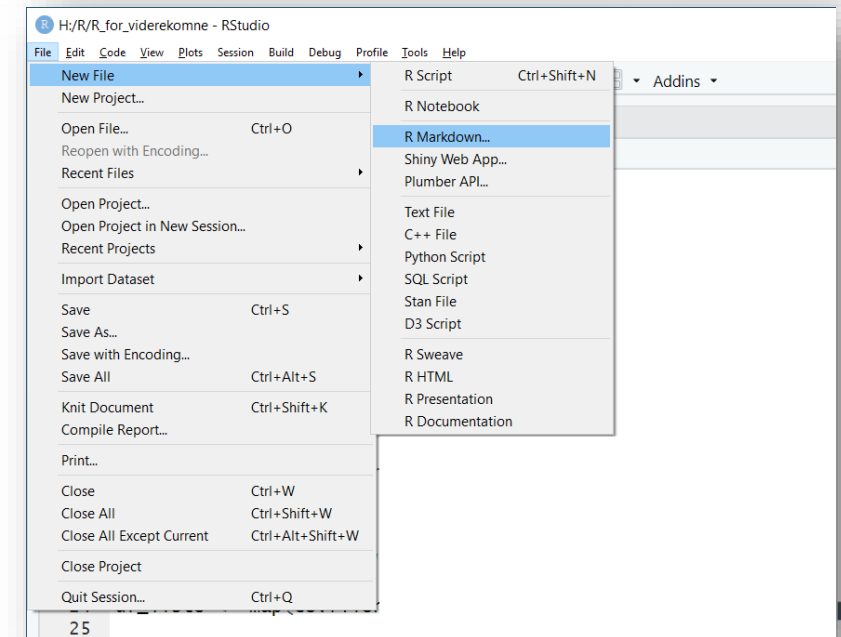 R H:/R/R_for_viderekomne - RStudio
File Edit Code View Plots Session Build Debug Profile Tools Help
Addins
New File
New Project...
Open File... Ctrl+O
Reopen with Encoding...
Recent Files
Open Project...
Open Project in New Session...
Recent Projects
Import Dataset
Save Ctrl+S
Save As...
Save with Encoding...
Save All Ctrl+Alt+S
Knit Document Ctrl+Shift+K
Compile Report...
Print...
Close Ctrl+W
Close All Ctrl+Shift+W
Close All Except Current Ctrl+Alt+Shift+W
Close Project
Quit Session... Ctrl+Q
R Script Ctrl+Shift+N
R Notebook
R Markdown...
Shiny Web App...
Plumber API...
Text File
C++ File
Python Script
SQL Script
Stan File
D3 Script
R Sweave
R HTML
R Presentation
R Documentation
25